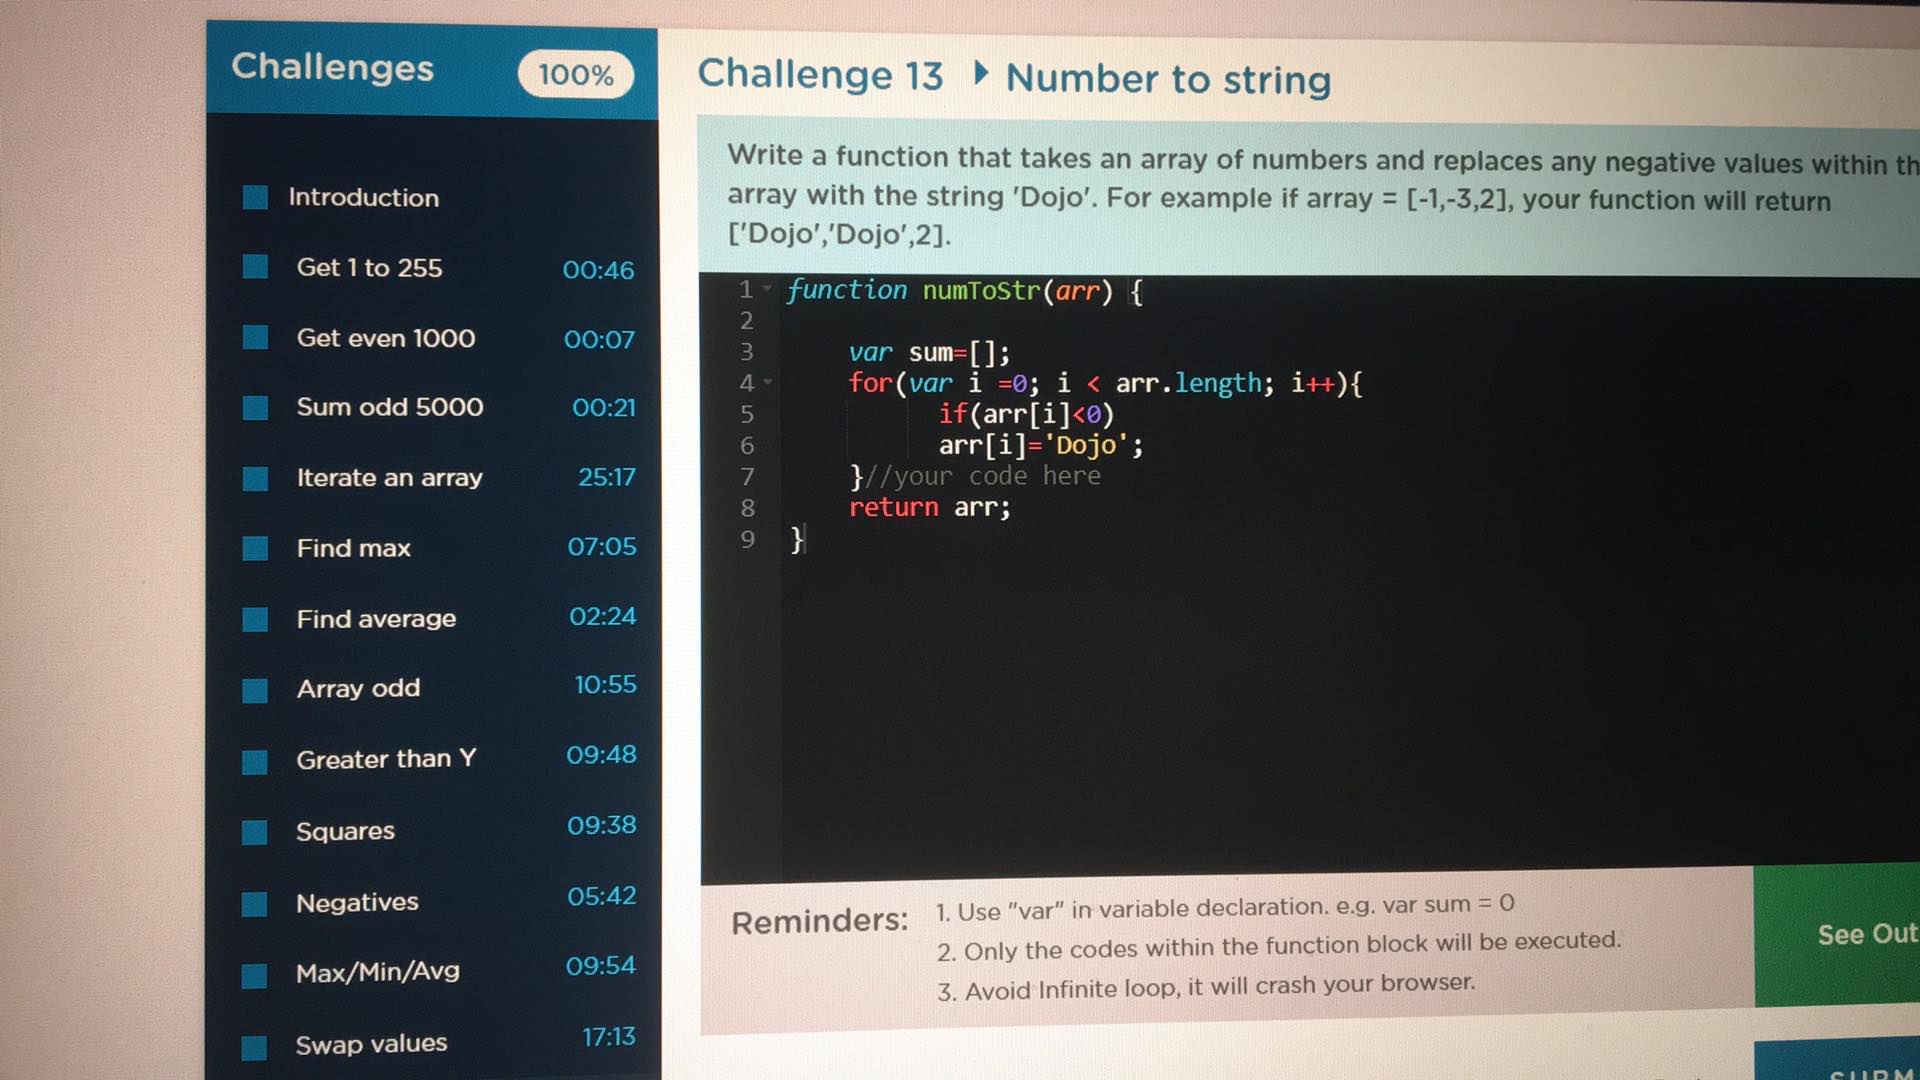 Challenges 100%
Introduction
Get 1 to 255 00:46
Get even 1000 00:07
Sum odd 5000 00:21
Iterate an array 25:17
Find max 07:05
Find average 02:24
Array odd 10:55
Greater than Y 09:48
Squares 09:38
Negatives 05:42
Max/Min/Avg 09:54
Swap values 17:13
Challenge 13 Number to string
Write a function that takes an array of numbers and replaces any negative values within th
array with the string 'Dojo'. For example if array = [-1,-3,2], your function will return
['Dojo','Dojo',2].
1 function numToStr(arr) {
2
3 var sum=[];
4 for(var i =0; i < arr.length; i++){
5 if(arr[i]<0)
6 arr[i]='Dojo';
7 }//your code here
8 return arr;
9 }
Reminders:
1. Use "var" in variable declaration. e.g. var sum = 0
2. Only the codes within the function block will be executed.
3. Avoid Infinite loop, it will crash your browser.
See Out